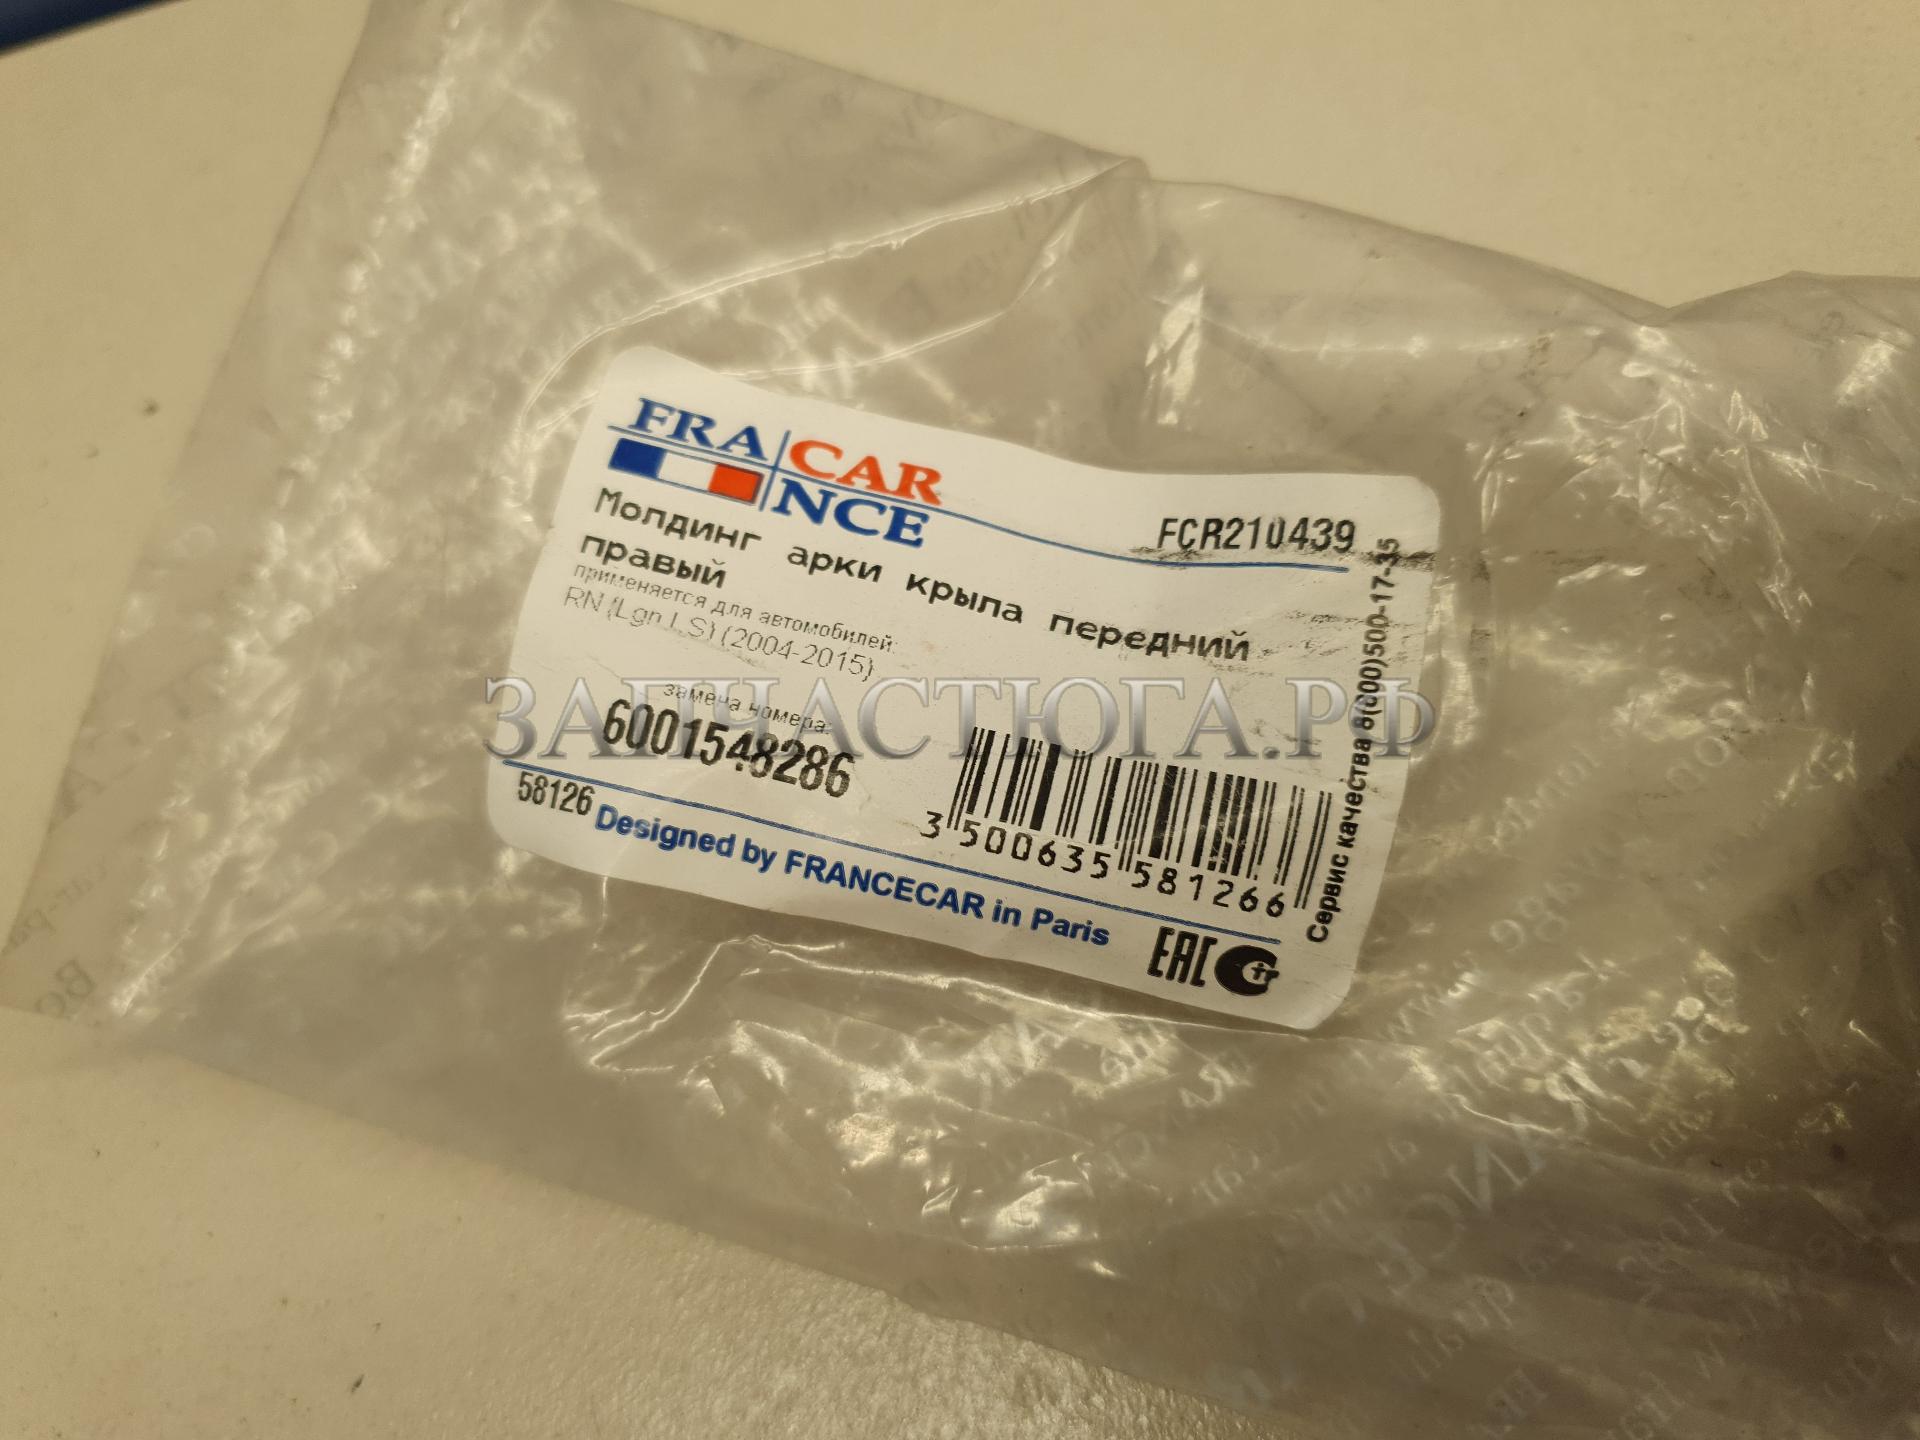 FRA CAR
NCE
FCR210439
Молдинг арки крыла передний
правый
применяется для автомобилей:
RN (Lgn LS) (2004-2015)
замена номера:
6001548286
58126
3 500635 581266
Designed by FRANCECAR in Paris
EAC fr
Сервис качества 8(800)500-17-35
ЗАПЧАСТЮГА.РФ